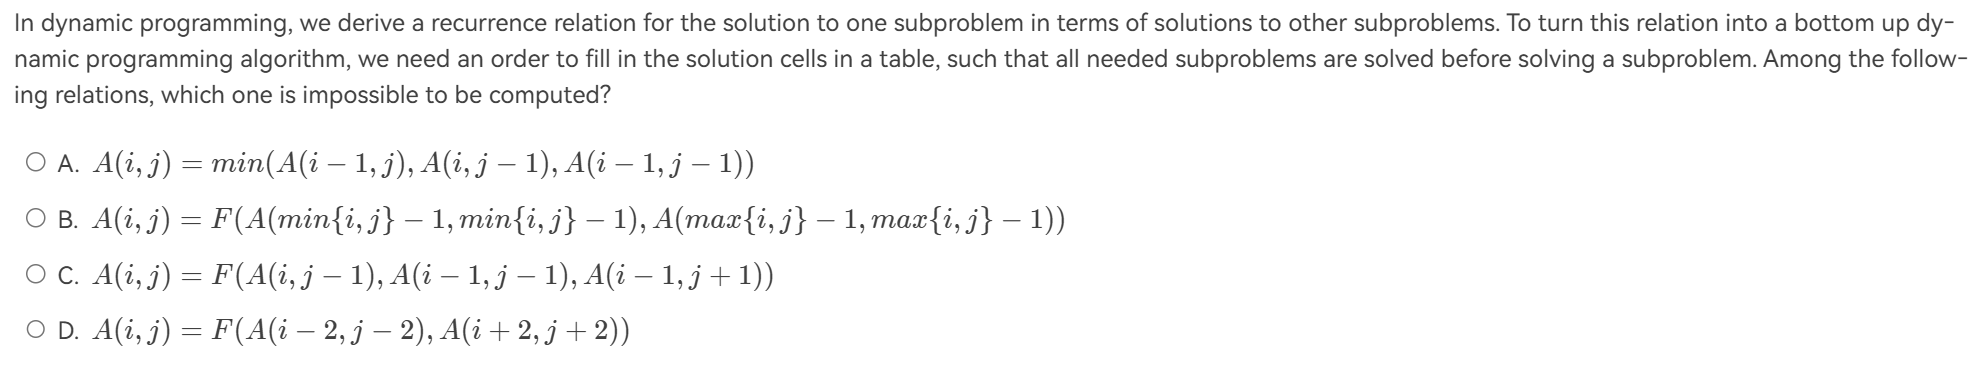 In dynamic programming, we derive a recurrence relation for the solution to one subproblem in terms of solutions to other subproblems. To turn this relation into a bottom up dy-
namic programming algorithm, we need an order to fill in the solution cells in a table, such that all needed subproblems are solved before solving a subproblem. Among the follow-
ing relations, which one is impossible to be computed?
A. A(i, j) = min(A(i − 1, j), A(i, j − 1), A(i − 1, j − 1))
B. A(i, j) = F(A(min{i, j} − 1, min{i, j} − 1), A(max{i, j} − 1, max{i, j} − 1))
C. A(i, j) = F(A(i, j − 1), A(i − 1, j − 1), A(i − 1, j + 1))
D. A(i, j) = F(A(i − 2, j − 2), A(i + 2, j + 2))